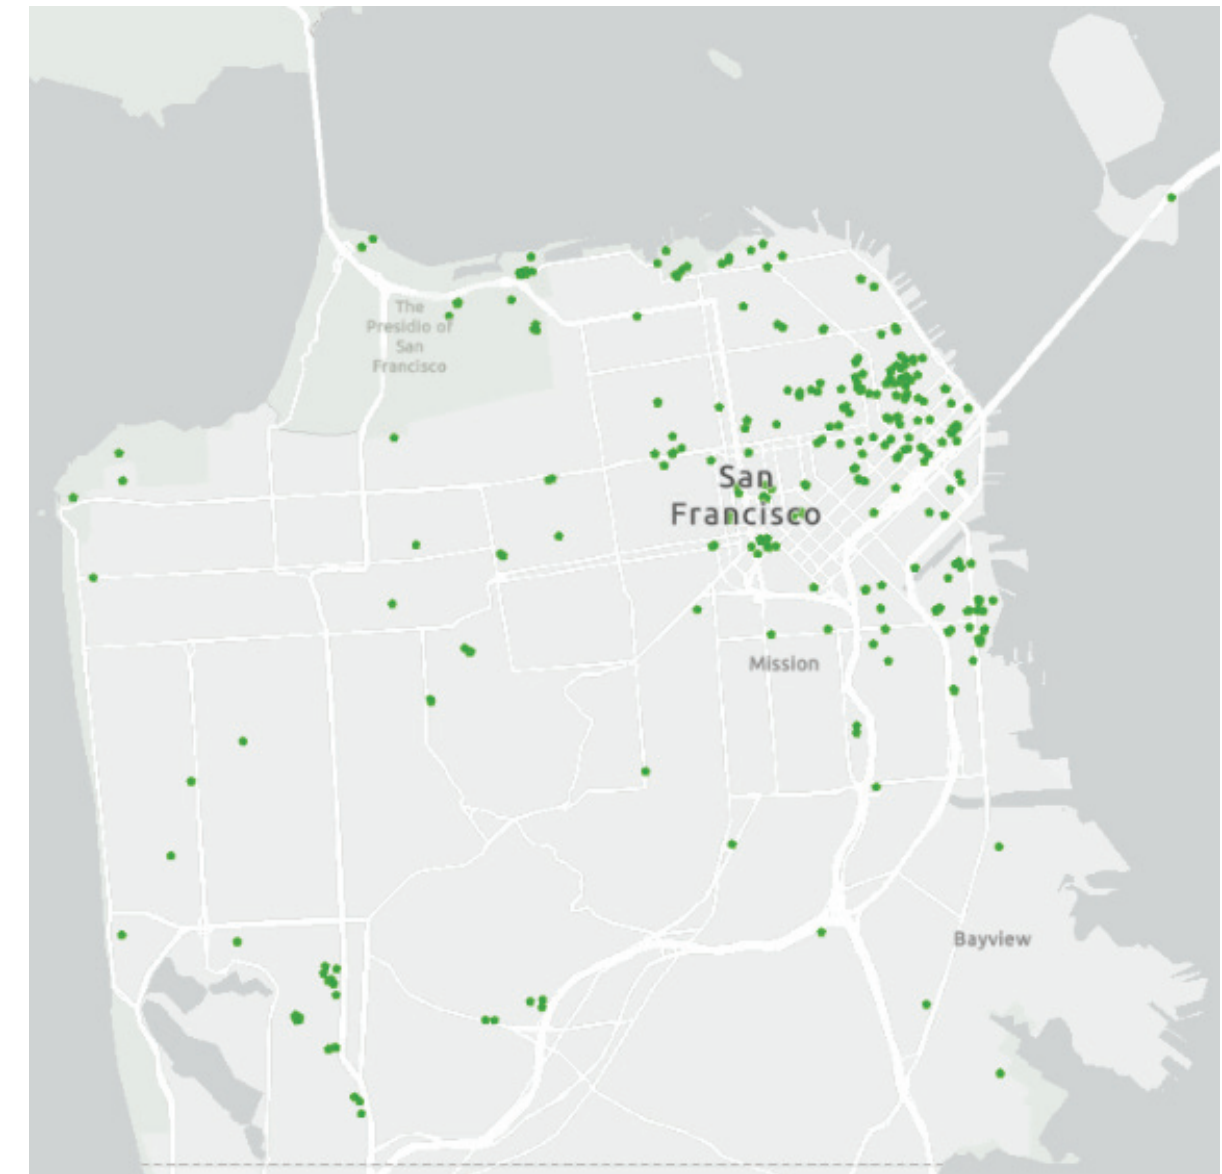 The
Presidio of
San
Francisco
San
Francisco
Mission
Bayview